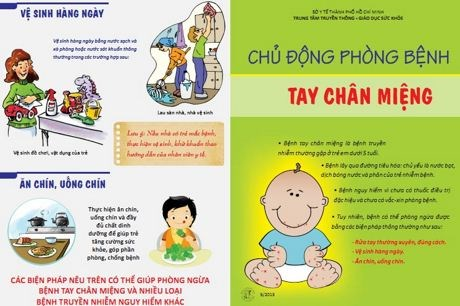 VỆ SINH HÀNG NGÀY
Vệ sinh hàng ngày bằng nước sạch và
xà phòng hoặc nước sát khuẩn thông
thường trong các trường hợp sau:
Lau sàn nhà, nhà vệ sinh
Vệ sinh đồ chơi, vật dụng của trẻ
Lưu ý: Nếu nhà có trẻ mắc bệnh,
thực hiện vệ sinh, khử khuẩn theo
hướng dẫn của nhân viên y tế.
ĂN CHÍN, UỐNG CHÍN
Thực hiện ăn chín,
uống chín và đầy
đủ chất dinh
dưỡng để giúp trẻ
tăng cường sức
khỏe, góp phần
phòng, chống bệnh
CÁC BIỆN PHÁP NÊU TRÊN CÓ THỂ GIÚP PHÒNG NGỪA
BỆNH TAY CHÂN MIỆNG VÀ NHIỀU LOẠI
BỆNH TRUYỀN NHIỄM NGUY HIỂM KHÁC
SỞ Y TẾ THÀNH PHỐ HỒ CHÍ MINH
TRUNG TÂM TRUYỀN THÔNG - GIÁO DỤC SỨC KHỎE
CHỦ ĐỘNG PHÒNG BỆNH
TAY CHÂN MIỆNG
• Bệnh tay chân miệng là bệnh truyền
nhiễm thường gặp ở trẻ em dưới 5 tuổi.
• Bệnh lây qua đường tiêu hóa: chủ yếu là nước bọt,
dịch bóng nước và phân của trẻ nhiễm bệnh.
• Bệnh nguy hiểm vì chưa có thuốc điều trị
đặc hiệu và chưa có vắc-xin phòng bệnh.
• Tuy nhiên, bệnh có thể phòng ngừa được
bằng các biện pháp thông thường như sau:
- Rửa tay thường xuyên, đúng cách.
- Vệ sinh hàng ngày.
- Ăn chín, uống chín.
9/2013